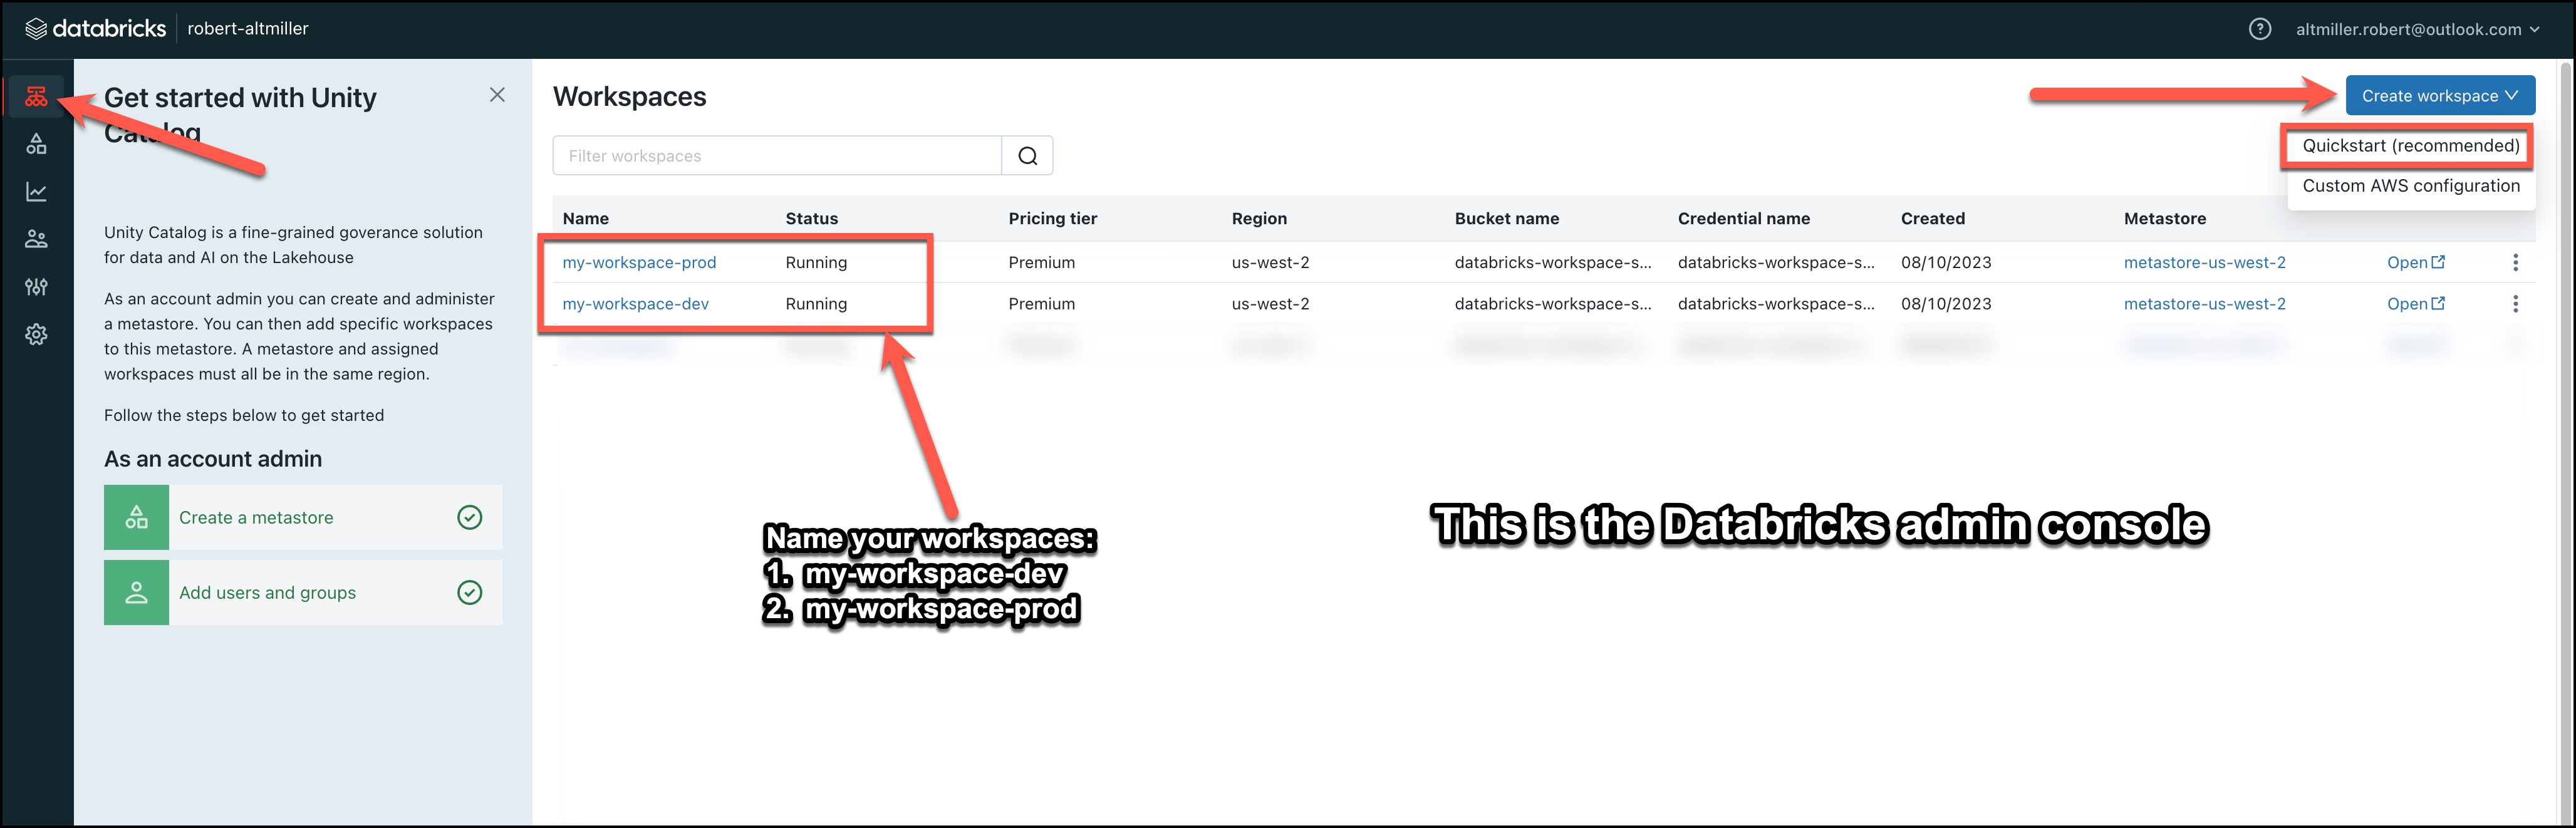 databricks robert-altmiller
altmiller.robert@outlook.com
Get started with Unity
Catalog
Unity Catalog is a fine-grained goverance solution
for data and AI on the Lakehouse
As an account admin you can create and administer
a metastore. You can then add specific workspaces
to this metastore. A metastore and assigned
workspaces must all be in the same region.
Follow the steps below to get started
As an account admin
Create a metastore
Add users and groups
Workspaces
Create workspace
Quickstart (recommended)
Custom AWS configuration
Filter workspaces
Name Status Pricing tier Region Bucket name Credential name Created Metastore
my-workspace-prod Running Premium us-west-2 databricks-workspace-s... databricks-workspace-s... 08/10/2023 metastore-us-west-2 Open
my-workspace-dev Running Premium us-west-2 databricks-workspace-s... databricks-workspace-s... 08/10/2023 metastore-us-west-2 Open
Name your workspaces:
1. my-workspace-dev
2. my-workspace-prod
This is the Databricks admin console